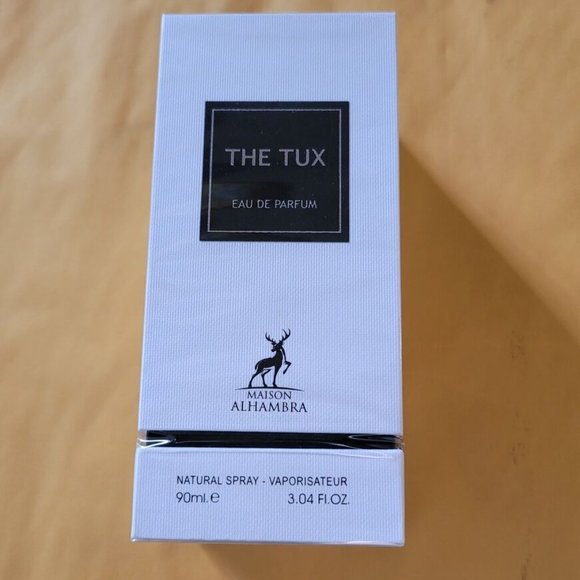 THE TUX
EAU DE PARFUM
MAISON
ALHAMBRA
NATURAL SPRAY - VAPORISATEUR
90ml.e 3.04 Fl.OZ.